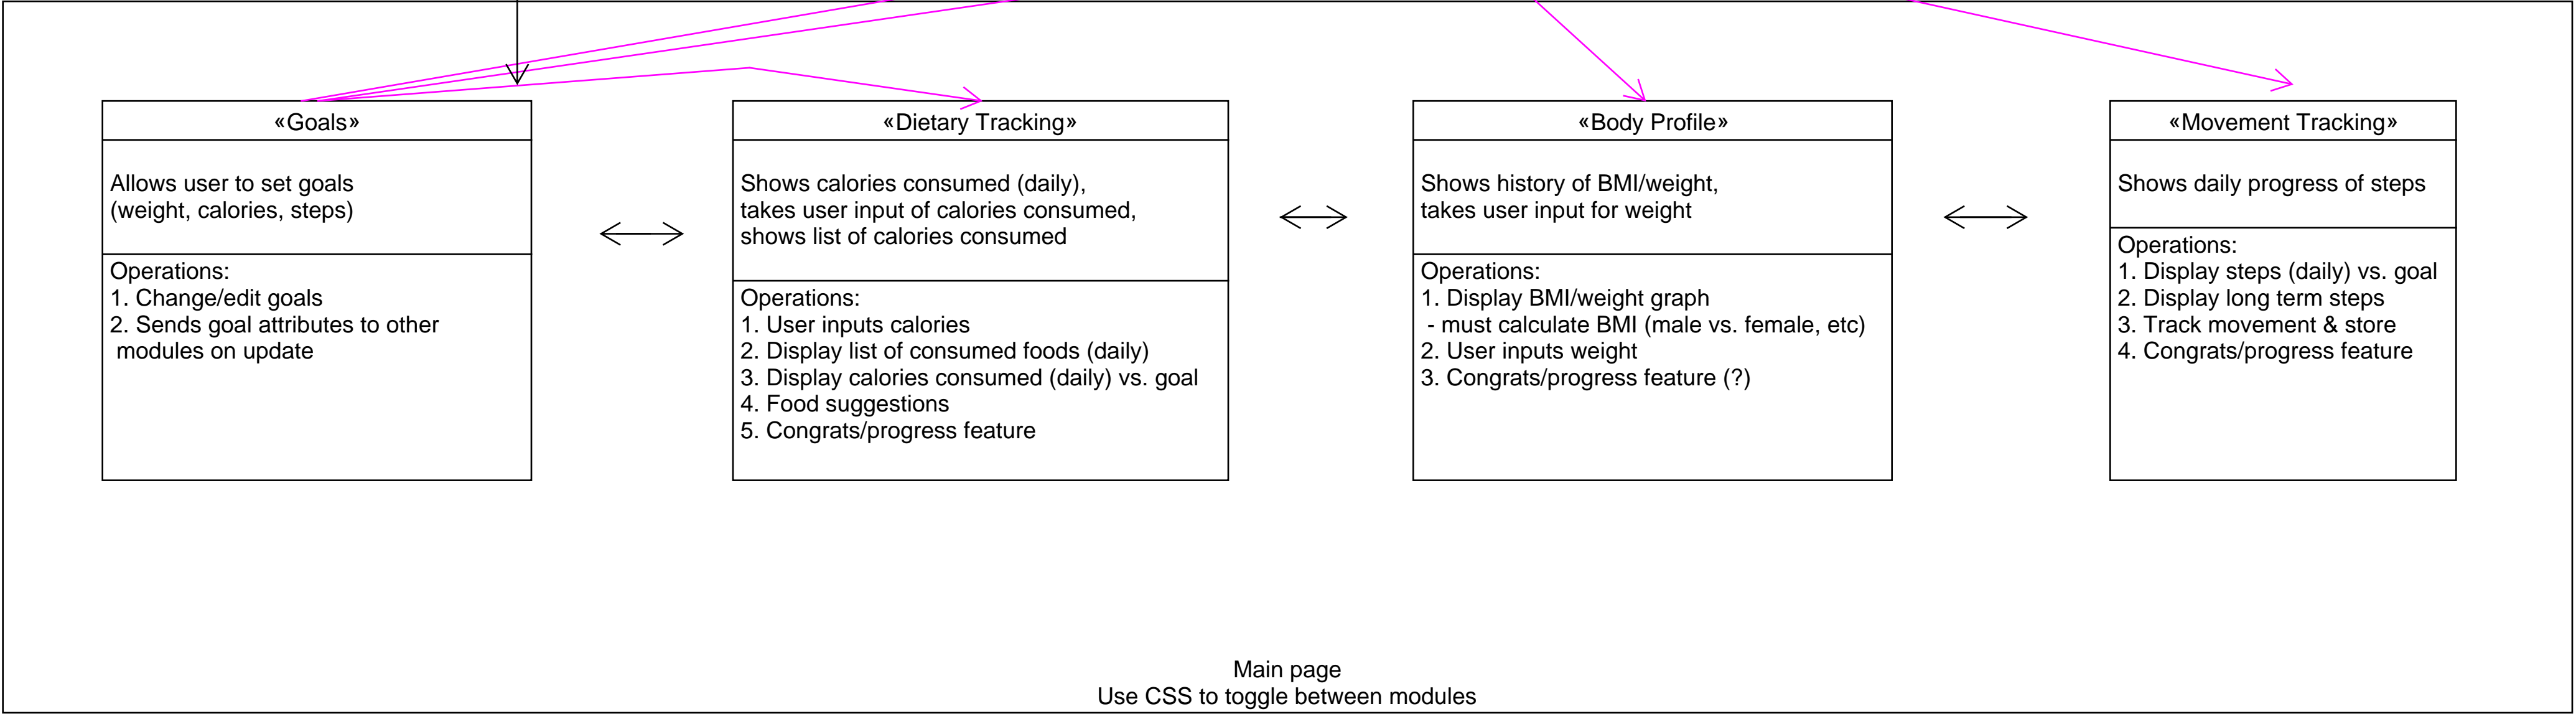 «Goals»
Allows user to set goals
(weight, calories, steps)
Operations:
1. Change/edit goals
2. Sends goal attributes to other
modules on update
«Dietary Tracking»
Shows calories consumed (daily),
takes user input of calories consumed,
shows list of calories consumed
Operations:
1. User inputs calories
2. Display list of consumed foods (daily)
3. Display calories consumed (daily) vs. goal
4. Food suggestions
5. Congrats/progress feature
«Body Profile»
Shows history of BMI/weight,
takes user input for weight
Operations:
1. Display BMI/weight graph
- must calculate BMI (male vs. female, etc)
2. User inputs weight
3. Congrats/progress feature (?)
«Movement Tracking»
Shows daily progress of steps
Operations:
1. Display steps (daily) vs. goal
2. Display long term steps
3. Track movement & store
4. Congrats/progress feature
Main page
Use CSS to toggle between modules